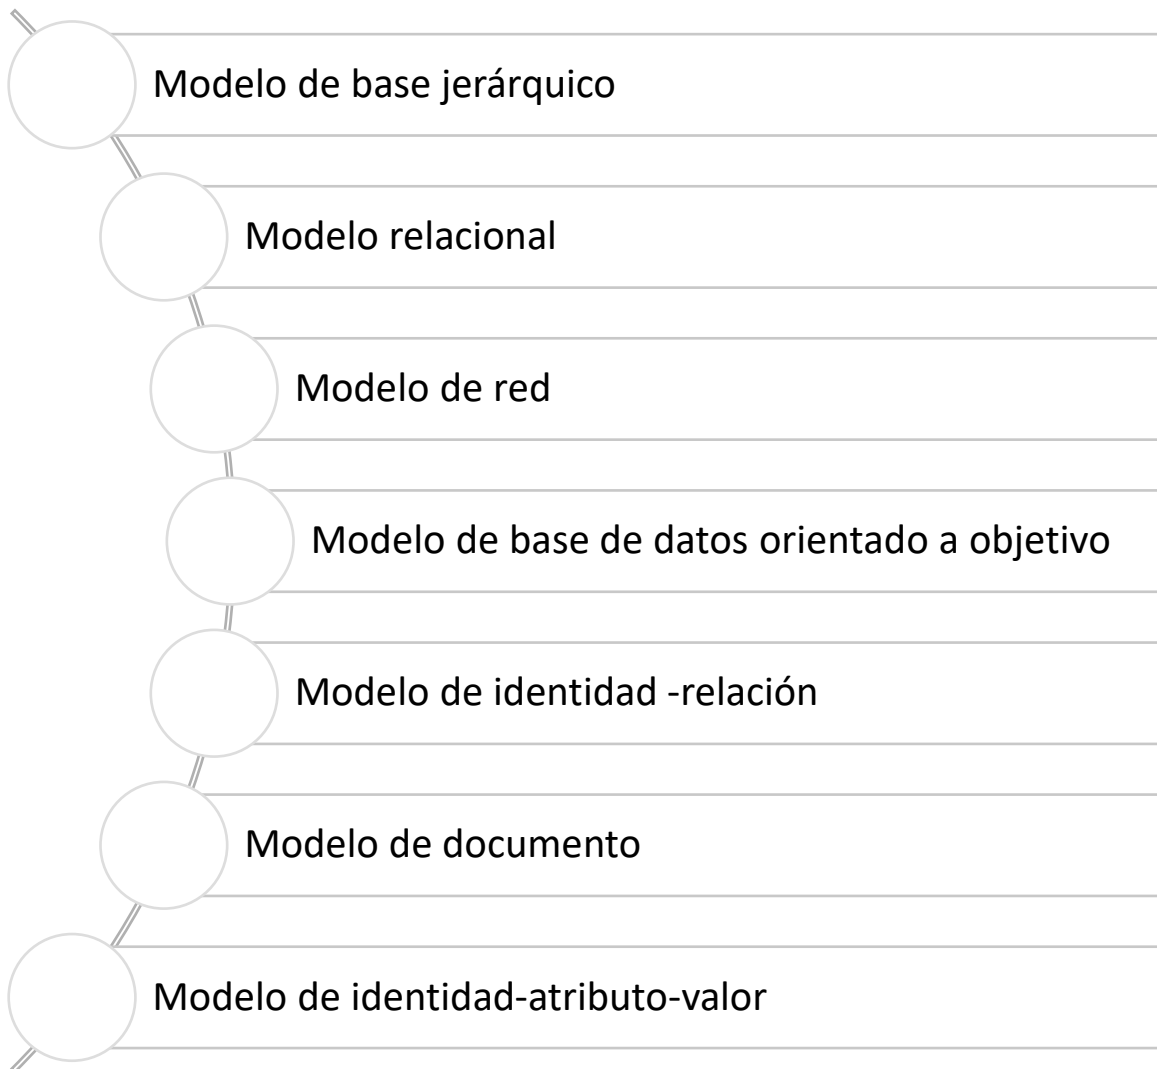 Modelo de base jerárquico
Modelo relacional
Modelo de red
Modelo de base de datos orientado a objetivo
Modelo de identidad -relación
Modelo de documento
Modelo de identidad-atributo-valor